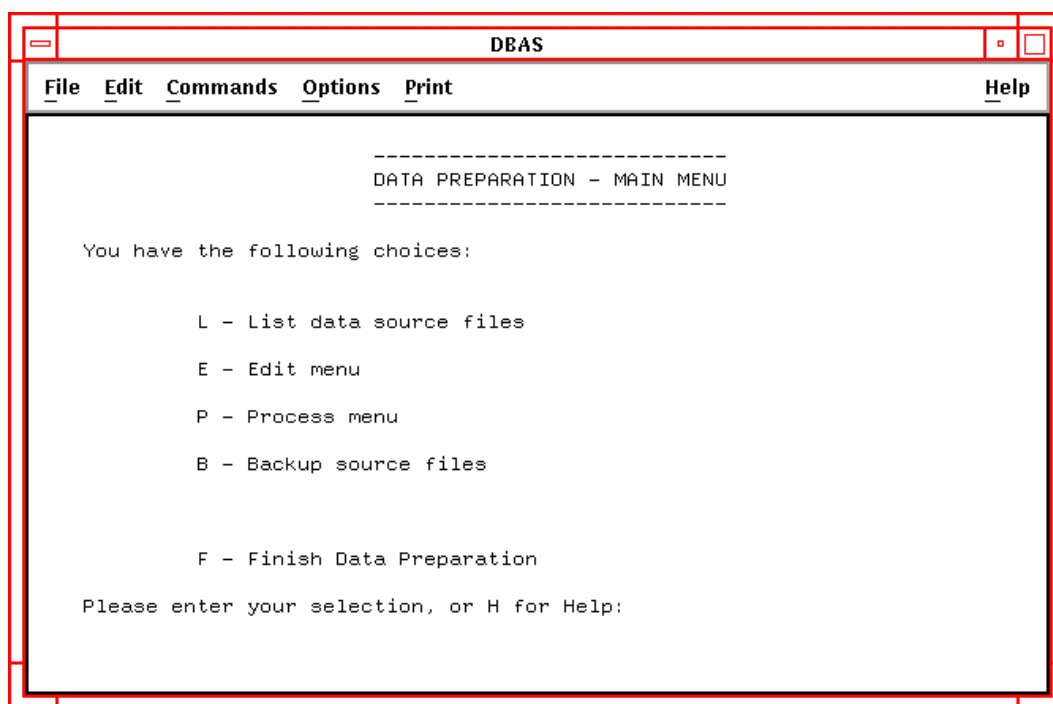 DBAS
File Edit Commands Options Print Help
----------------------------
DATA PREPARATION - MAIN MENU
----------------------------
You have the following choices:
L - List data source files
E - Edit menu
P - Process menu
B - Backup source files
F - Finish Data Preparation
Please enter your selection, or H for Help: